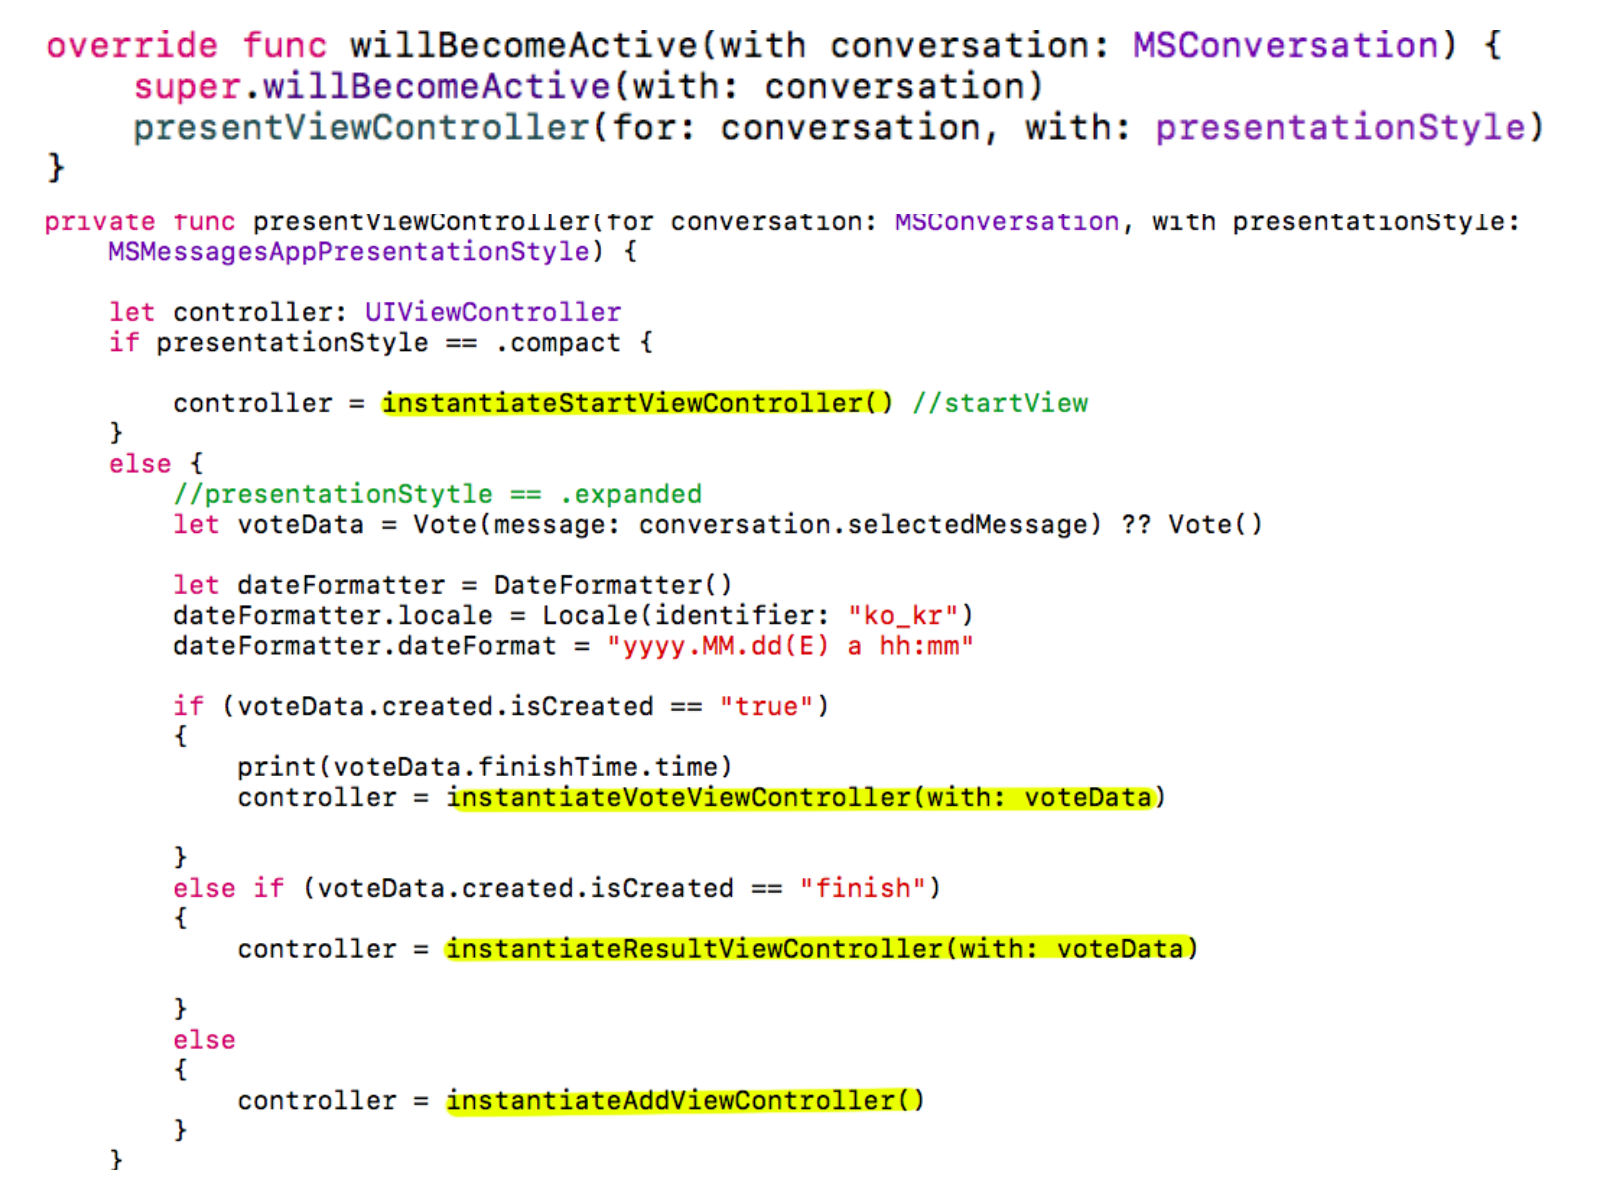 override func willBecomeActive(with conversation: MSConversation) {
super.willBecomeActive(with: conversation)
presentViewController(for: conversation, with: presentationStyle)
}
private func presentViewController(for conversation: MSConversation, with presentationStyle:
MSMessagesAppPresentationStyle) {
let controller: UIViewController
if presentationStyle == .compact {
controller = instantiateStartViewController() //startView
}
else {
//presentationStytle == .expanded
let voteData = Vote(message: conversation.selectedMessage) ?? Vote()
let dateFormatter = DateFormatter()
dateFormatter.locale = Locale(identifier: "ko_kr")
dateFormatter.dateFormat = "yyyy.MM.dd(E) a hh:mm"
if (voteData.created.isCreated == "true")
{
print(voteData.finishTime.time)
controller = instantiateVoteViewController(with: voteData)
}
else if (voteData.created.isCreated == "finish")
{
controller = instantiateResultViewController(with: voteData)
}
else
{
controller = instantiateAddViewController()
}
}